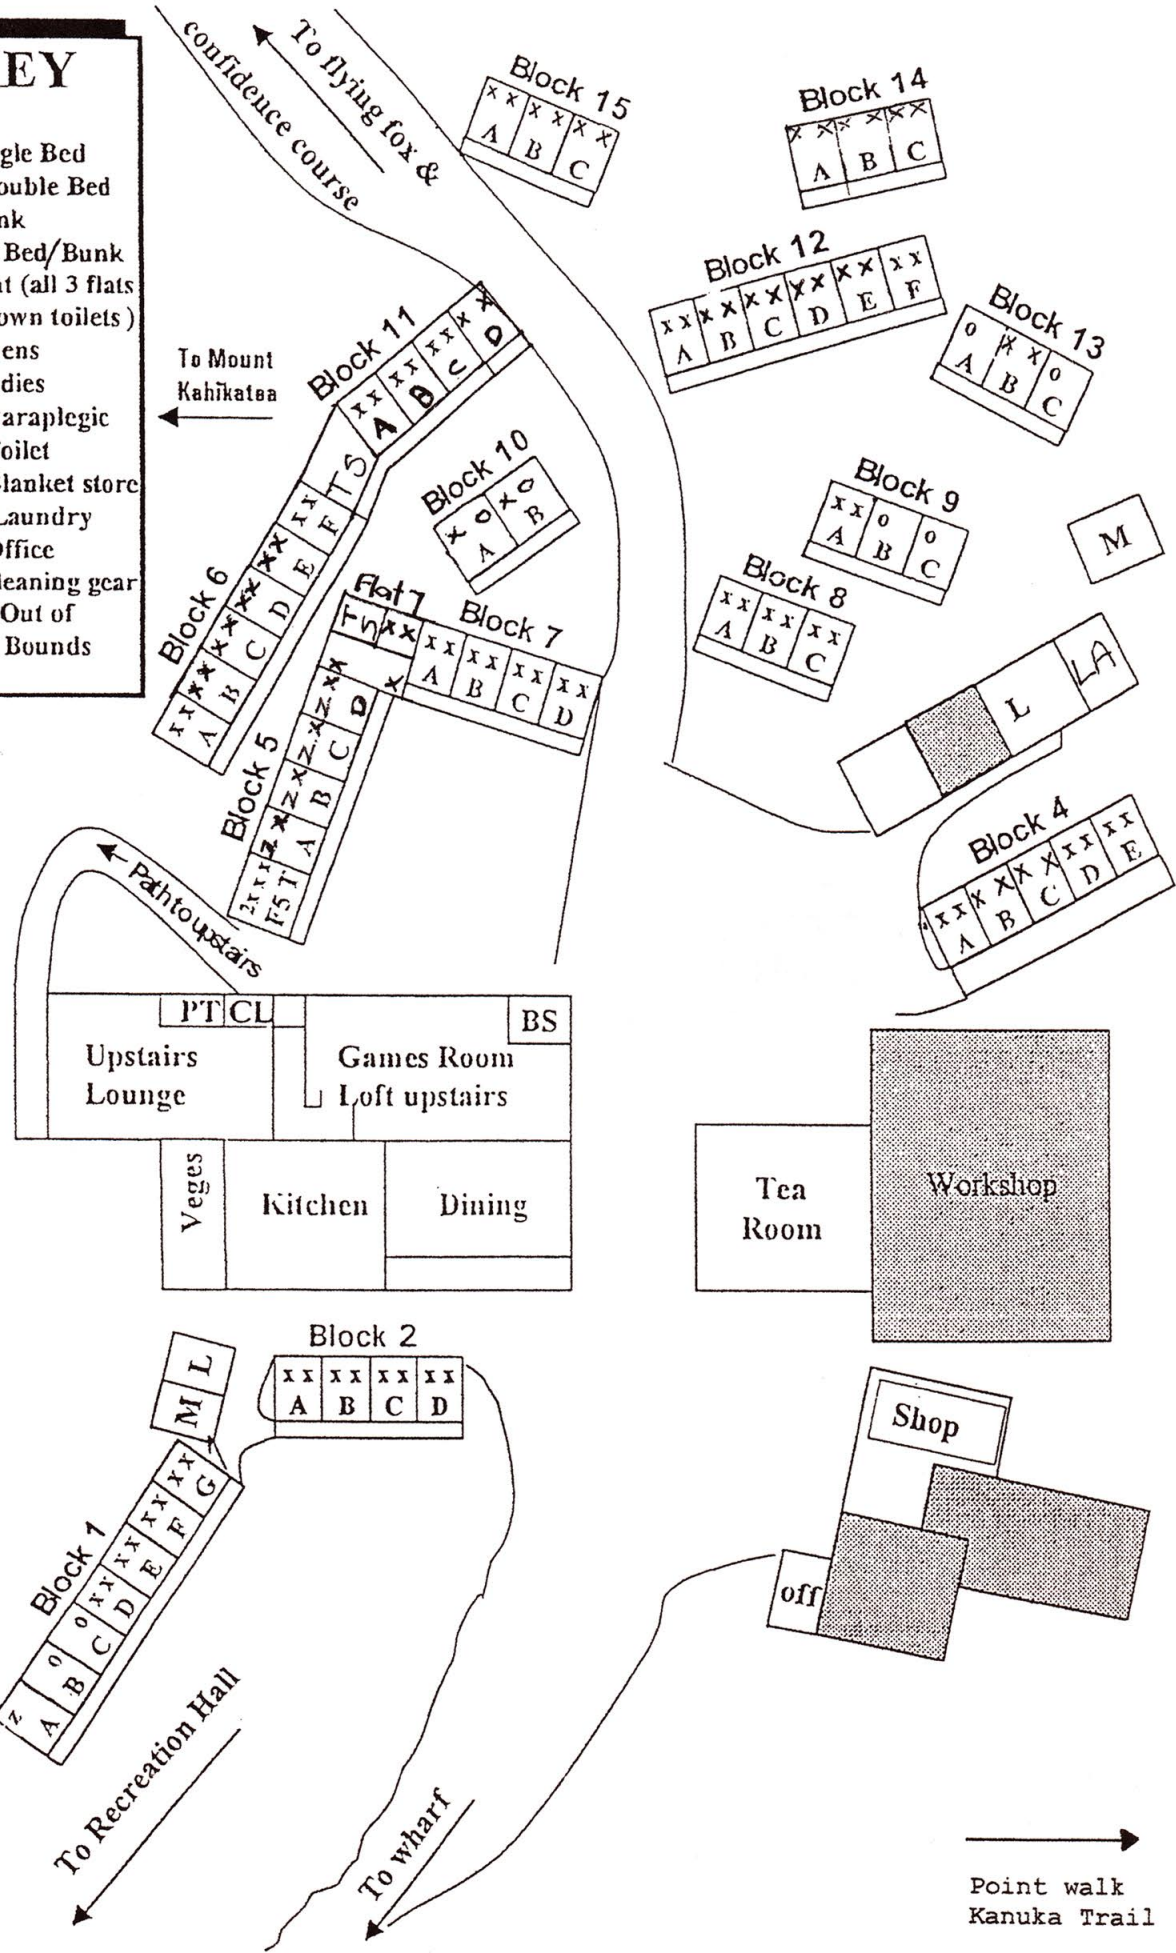 EY
gle Bed
ouble Bed
nk
Bed/Bunk
t (all 3 flats
own toilets)
ens
dies
araplegic
oilet
lanket store
Laundry
Office
leaning gear
Out of
Bounds
To flying fox &
confidence course
Block 15
x x x x x x
A B C
Block 14
x x x x x x
A B C
Block 12
x x x x x x x x x x x x
A B C D E F
Block 13
o x x o
A B C
Block 11
x x x x x x x x
A B C D
To Mount
Kahikatea
T S
Block 10
x o x o
A B
Block 9
x x o o
A B C
M
Block 6
x x x x x x x x x x x x
A B C D E F
Block 8
x x x x x x
A B C
Flat 7
T S x x
x
Block 7
x x x x x x x x
A B C D
L LA
Block 5
z x z x z x z x x
A B C D
2 x x x
F5T
Block 4
x x x x x x x x x x
A B C D E
Path to upstairs
PT CL
BS
Upstairs
Lounge
Games Room
Loft upstairs
Veges
Kitchen
Dining
Tea
Room
Workshop
Block 2
x x x x x x x x
A B C D
L
M
Block 1
z o o x x x x x x x x
A B C D E F G
Shop
off
To Recreation Hall
To wharf
Point walk
Kanuka Trail